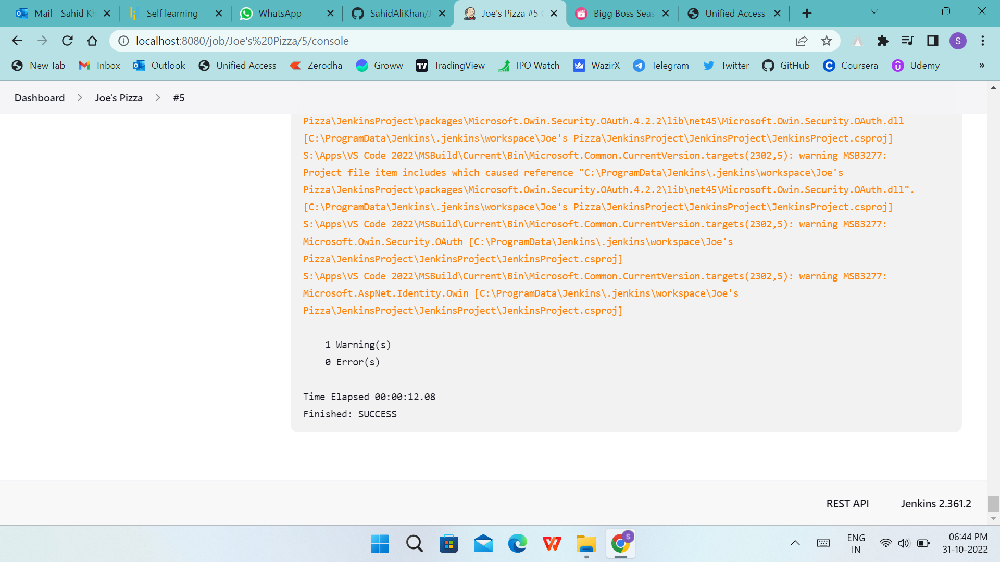 Mail - Sahid Kh
Self learning
WhatsApp
SahidAliKhan/J
Joe's Pizza #5 C
Bigg Boss Seas
Unified Access
localhost:8080/job/Joe's%20Pizza/5/console
S
New Tab
Inbox
Outlook
Unified Access
Zerodha
Groww
TradingView
IPO Watch
WazirX
Telegram
Twitter
GitHub
Coursera
Udemy
»
Dashboard > Joe's Pizza > #5
Pizza\JenkinsProject\packages\Microsoft.Owin.Security.OAuth.4.2.2\lib\net45\Microsoft.Owin.Security.OAuth.dll
[C:\ProgramData\Jenkins\.jenkins\workspace\Joe's Pizza\JenkinsProject\JenkinsProject\JenkinsProject.csproj]
S:\Apps\VS Code 2022\MSBuild\Current\Bin\Microsoft.Common.CurrentVersion.targets(2302,5): warning MSB3277:
Project file item includes which caused reference "C:\ProgramData\Jenkins\.jenkins\workspace\Joe's
Pizza\JenkinsProject\packages\Microsoft.Owin.Security.OAuth.4.2.2\lib\net45\Microsoft.Owin.Security.OAuth.dll".
[C:\ProgramData\Jenkins\.jenkins\workspace\Joe's Pizza\JenkinsProject\JenkinsProject\JenkinsProject.csproj]
S:\Apps\VS Code 2022\MSBuild\Current\Bin\Microsoft.Common.CurrentVersion.targets(2302,5): warning MSB3277:
Microsoft.Owin.Security.OAuth [C:\ProgramData\Jenkins\.jenkins\workspace\Joe's
Pizza\JenkinsProject\JenkinsProject\JenkinsProject.csproj]
S:\Apps\VS Code 2022\MSBuild\Current\Bin\Microsoft.Common.CurrentVersion.targets(2302,5): warning MSB3277:
Microsoft.AspNet.Identity.Owin [C:\ProgramData\Jenkins\.jenkins\workspace\Joe's
Pizza\JenkinsProject\JenkinsProject\JenkinsProject.csproj]
1 Warning(s)
0 Error(s)
Time Elapsed 00:00:12.08
Finished: SUCCESS
REST API
Jenkins 2.361.2
S
ENG
IN
06:44 PM
31-10-2022